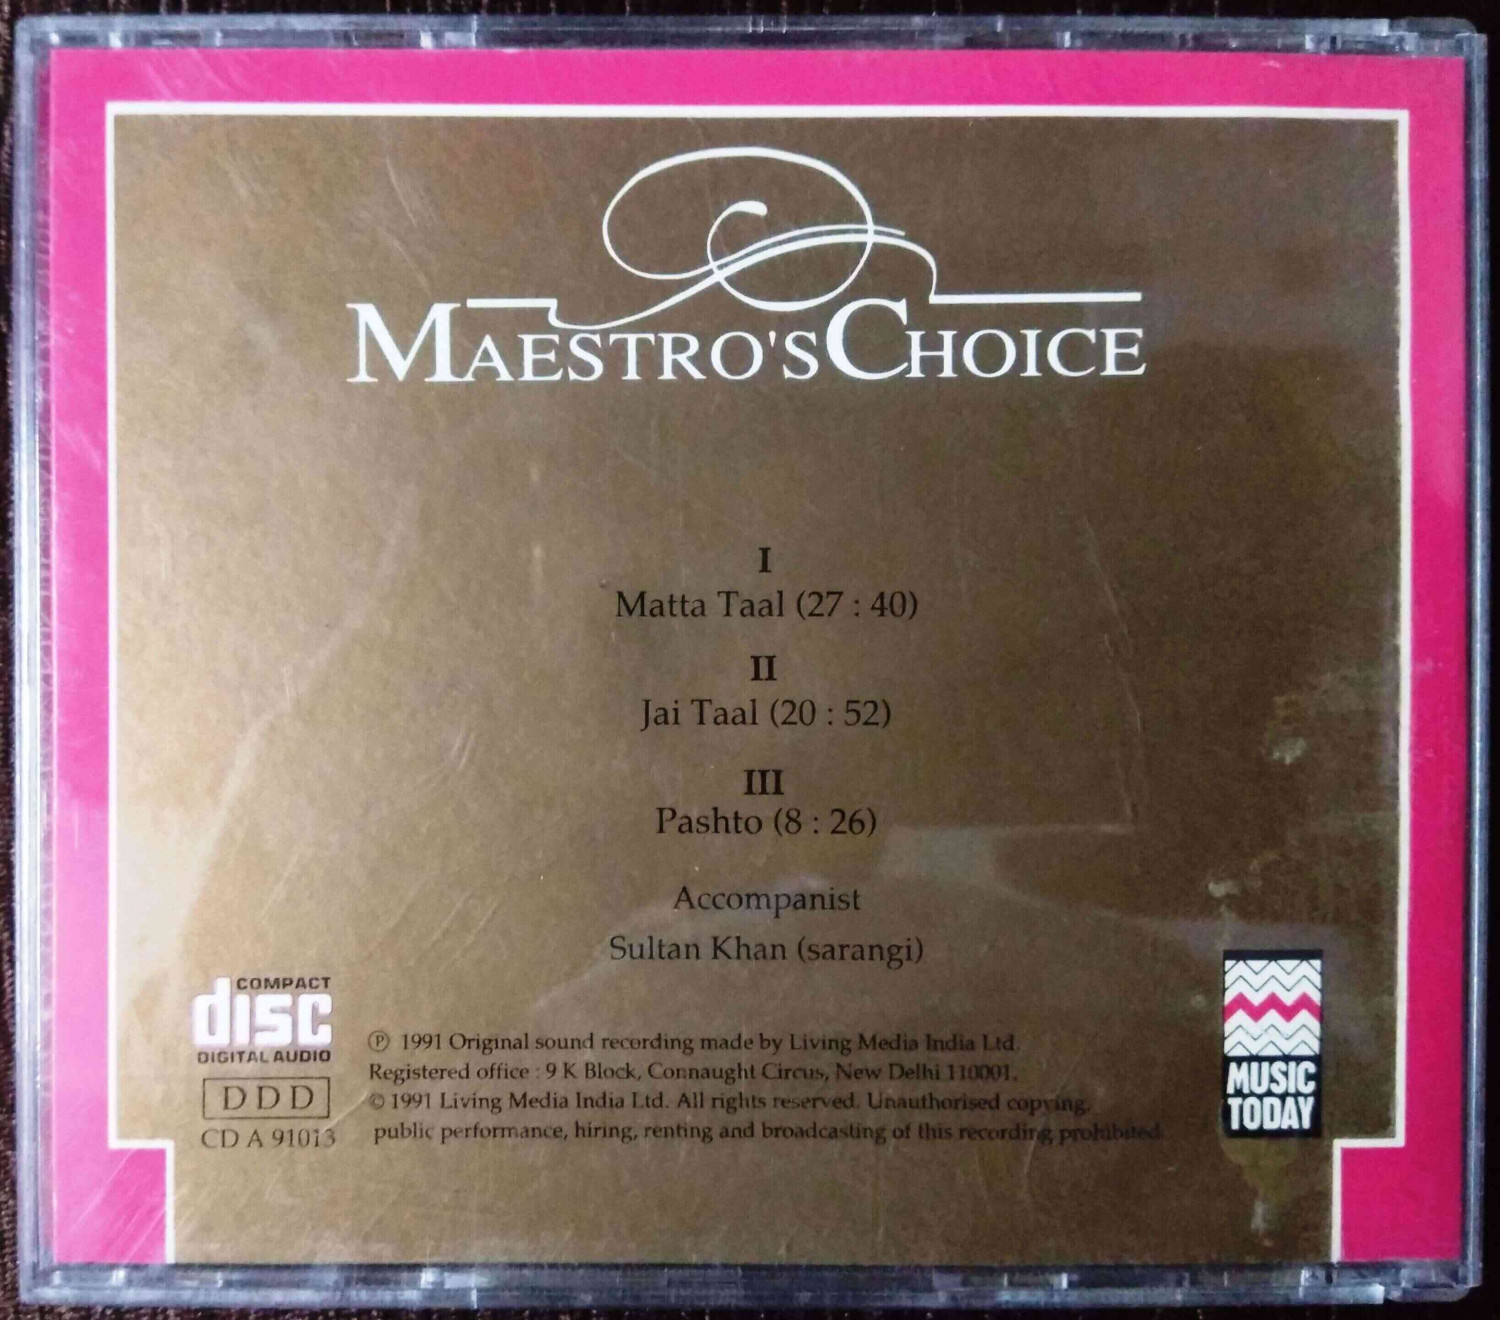 MAESTRO'S CHOICE
I
Matta Taal (27 : 40)
II
Jai Taal (20 : 52)
III
Pashto (8 : 26)
Accompanist
Sultan Khan (sarangi)
COMPACT
disc
DIGITAL AUDIO
DDD
CD A 91013
℗ 1991 Original sound recording made by Living Media India Ltd.
Registered office : 9 K Block, Connaught Circus, New Delhi 110001.
© 1991 Living Media India Ltd. All rights reserved. Unauthorised copying,
public performance, hiring, renting and broadcasting of this recording prohibited.
MUSIC
TODAY